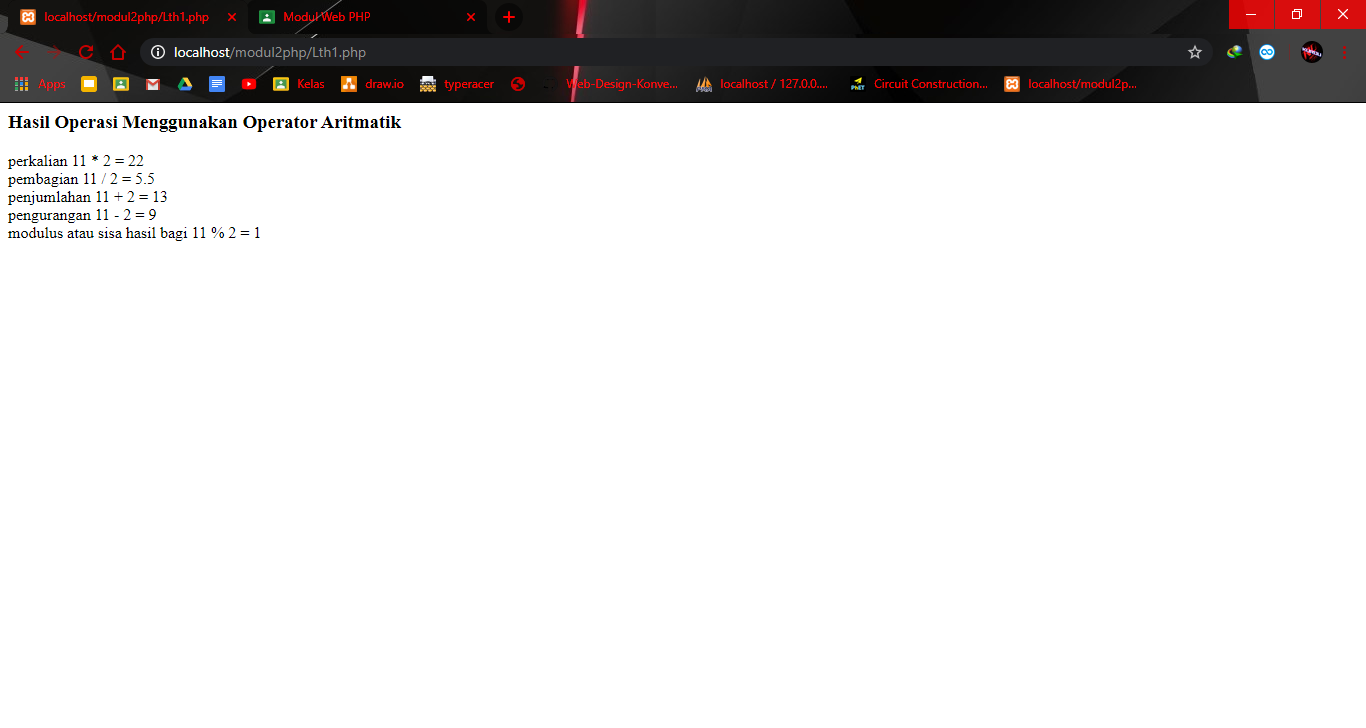 localhost/modul2php/Lth1.php
Modul Web PHP
localhost/modul2php/Lth1.php
Apps
Kelas
draw.io
typeracer
Web-Design-Konve...
localhost / 127.0.0....
Circuit Construction...
localhost/modul2p...
Hasil Operasi Menggunakan Operator Aritmatik
perkalian 11 * 2 = 22
pembagian 11 / 2 = 5.5
penjumlahan 11 + 2 = 13
pengurangan 11 - 2 = 9
modulus atau sisa hasil bagi 11 % 2 = 1